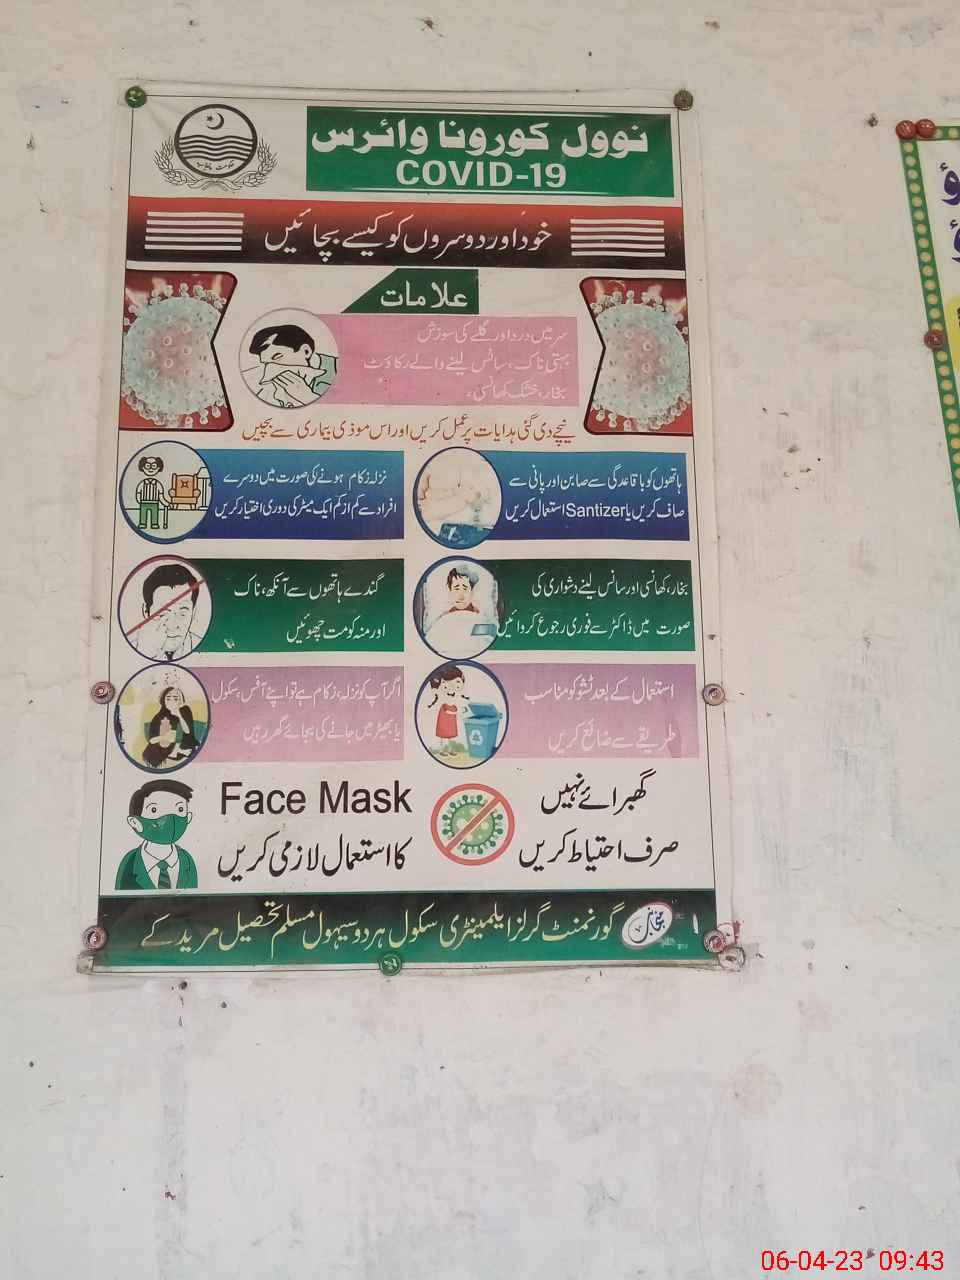 حکومت پنجاب
نوول کورونا وائرس
COVID-19
خود اور دوسروں کو کیسے بچائیں
علامات
سر میں درد اور گلے کی سوزش
بہتی ناک، سانس لینے والے رکاؤٹ
بخار، خشک کھانسی۔
نیچے دی گئی ہدایات پر عمل کریں اور اس موذی بیماری سے بچیں
ہاتھوں کو باقاعدگی سے صابن اور پانی سے
صاف کریں یا Santizer استعمال کریں
نزلہ زکام ہونے کی صورت میں دوسرے
افراد سے کم از کم ایک میٹر کی دوری اختیار کریں
بخار، کھانسی اور سانس لینے دشواری کی
صورت میں ڈاکٹر سے فوری رجوع کروائیں
گندے ہاتھوں سے آنکھ، ناک
اور منہ کو مت چھوئیں
استعمال کے بعد ٹشو کو مناسب
طریقے سے ضائع کریں
اگر آپ کو نزلہ، زکام ہے تو اپنے آفس، سکول
یا بھیڑ میں جانے کی بجائے گھر رہیں
گھبرائے نہیں
صرف احتیاط کریں
Face Mask
کا استعمال لازمی کریں
منجانب گورنمنٹ گرلز ایلیمینٹری سکول ہردو سیہول مسلم تحصیل مریدکے
06-04-23 09:43